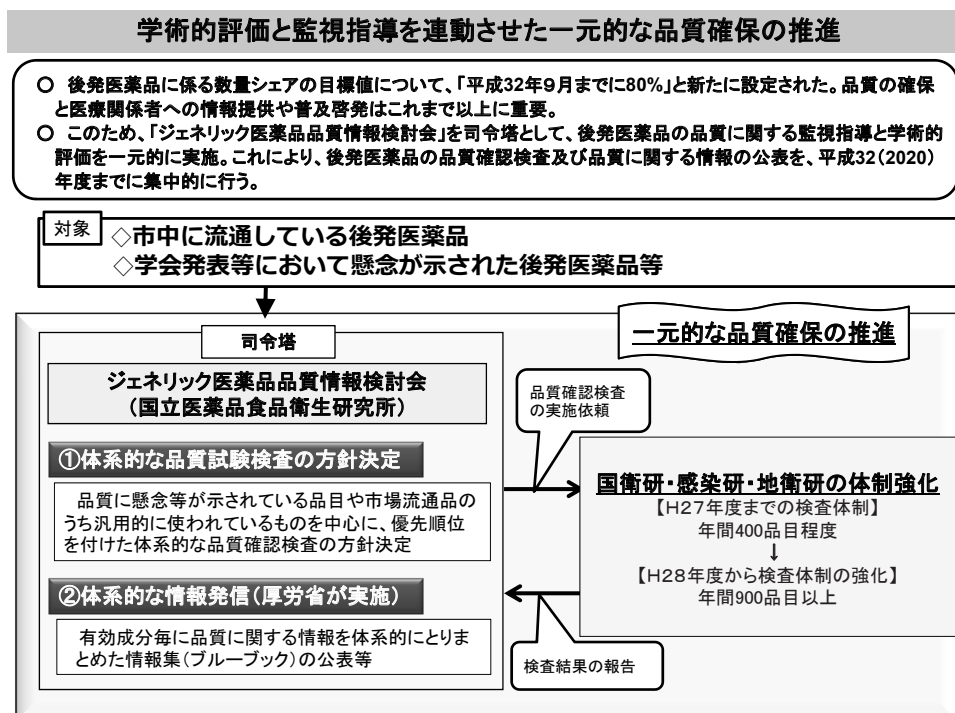 学術的評価と監視指導を連動させた一元的な品質確保の推進
○ 後発医薬品に係る数量シェアの目標値について、「平成32年９月までに80%」と新たに設定された。品質の確保
と医療関係者への情報提供や普及啓発はこれまで以上に重要。
○ このため、「ジェネリック医薬品品質情報検討会」を司令塔として、後発医薬品の品質に関する監視指導と学術的
評価を一元的に実施。これにより、後発医薬品の品質確認検査及び品質に関する情報の公表を、平成32(2020)
年度までに集中的に行う。
対象
◇市中に流通している後発医薬品
◇学会発表等において懸念が示された後発医薬品等
一元的な品質確保の推進
司令塔
ジェネリック医薬品品質情報検討会
（国立医薬品食品衛生研究所）
①体系的な品質試験検査の方針決定
品質に懸念等が示されている品目や市場流通品の
うち汎用的に使われているものを中心に、優先順位
を付けた体系的な品質確認検査の方針決定
②体系的な情報発信（厚労省が実施）
有効成分毎に品質に関する情報を体系的にとりま
とめた情報集（ブルーブック）の公表等
品質確認検査
の実施依頼
国衛研・感染研・地衛研の体制強化
【Ｈ27年度までの検査体制】
年間400品目程度
↓
【Ｈ28年度から検査体制の強化】
年間900品目以上
検査結果の報告